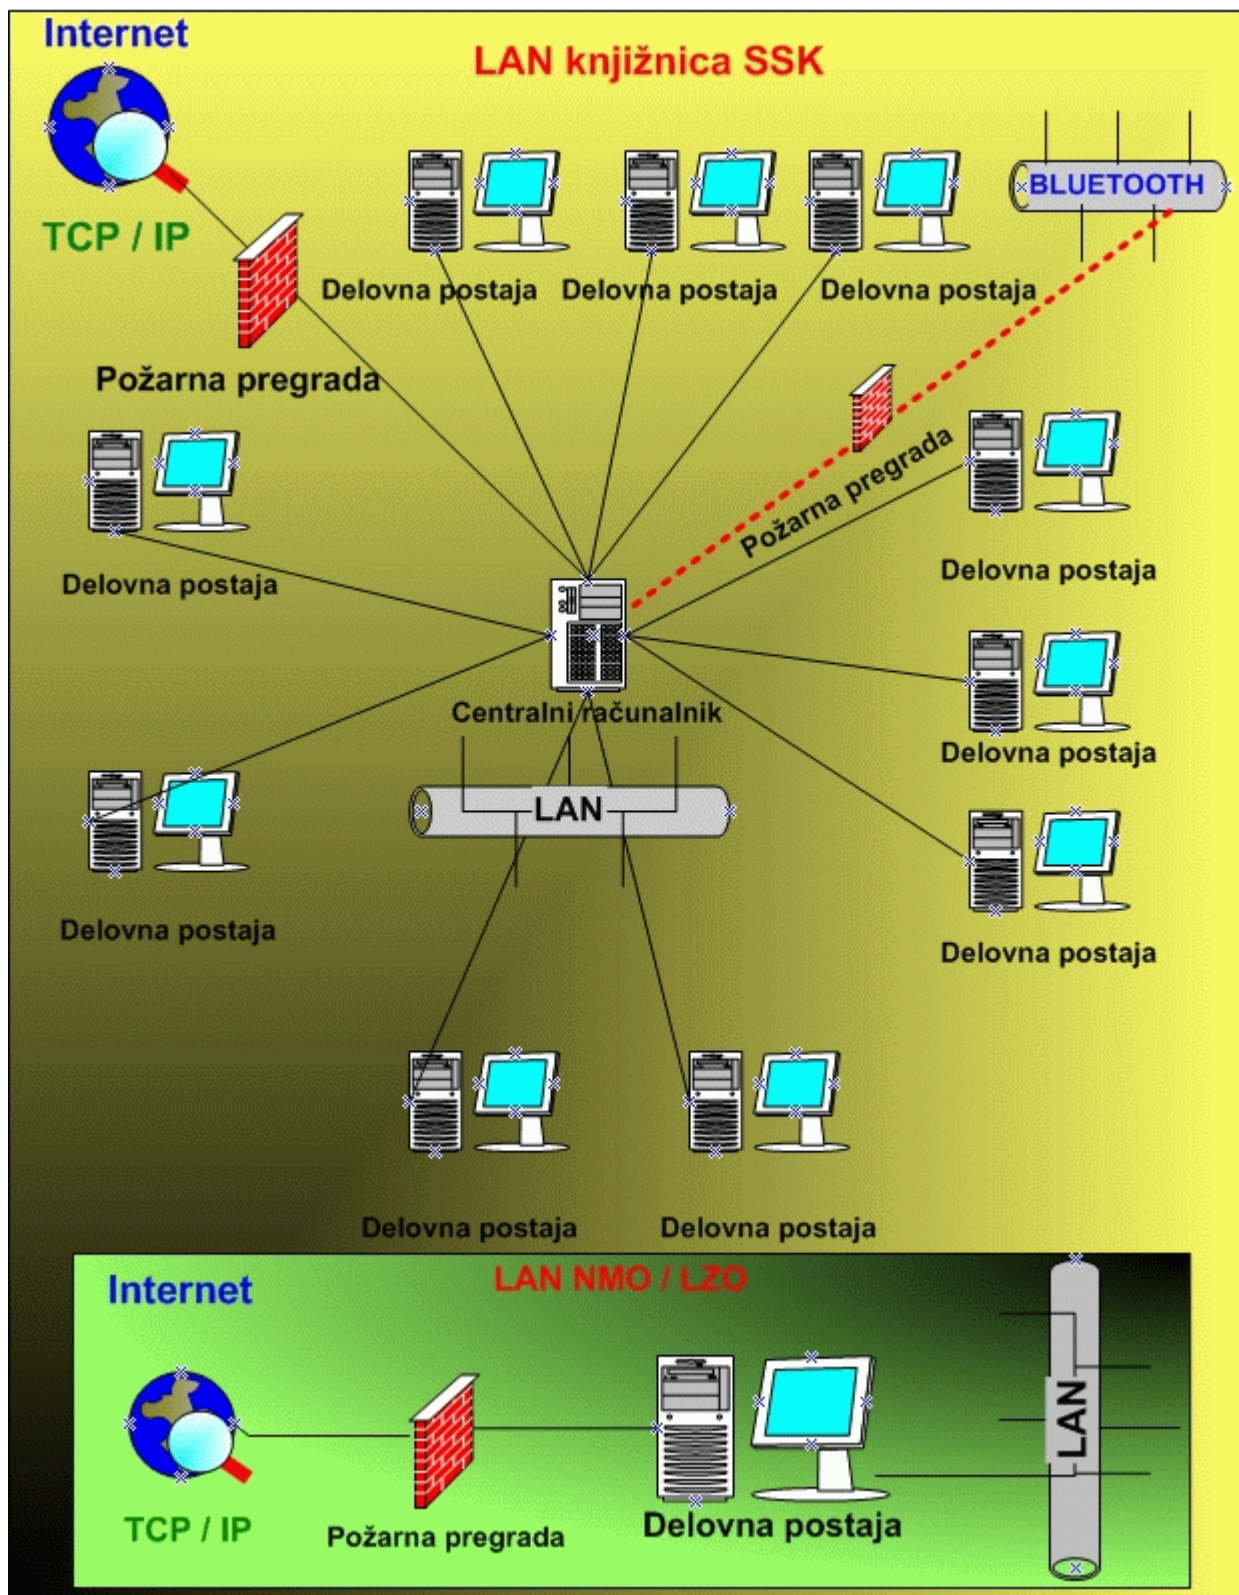 Internet
LAN knjižnica SSK
BLUETOOTH
TCP / IP
Delovna postaja
Delovna postaja
Delovna postaja
Požarna pregrada
Požarna pregrada
Delovna postaja
Delovna postaja
Centralni računalnik
Delovna postaja
LAN
Delovna postaja
Delovna postaja
Delovna postaja
Delovna postaja
LAN NMO / LZO
Internet
LAN
TCP / IP
Požarna pregrada
Delovna postaja